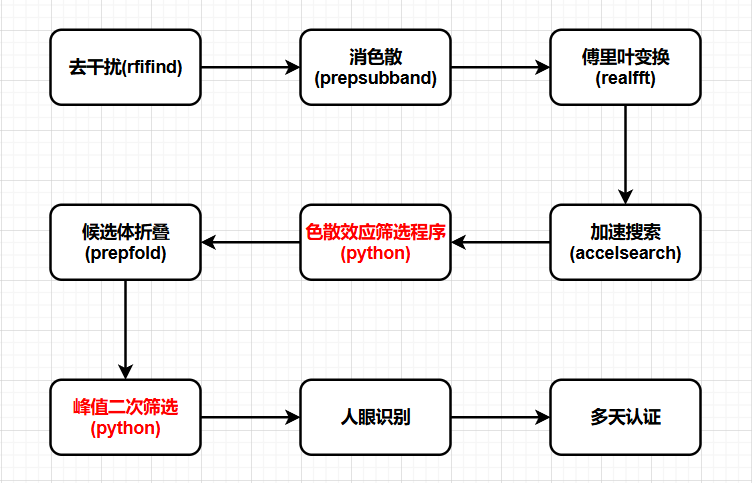 去干扰(rfifind)
消色散
(prepsubband)
傅里叶变换
(realfft)
加速搜索
(accelsearch)
色散效应筛选程序
(python)
候选体折叠
(prepfold)
峰值二次筛选
(python)
人眼识别
多天认证